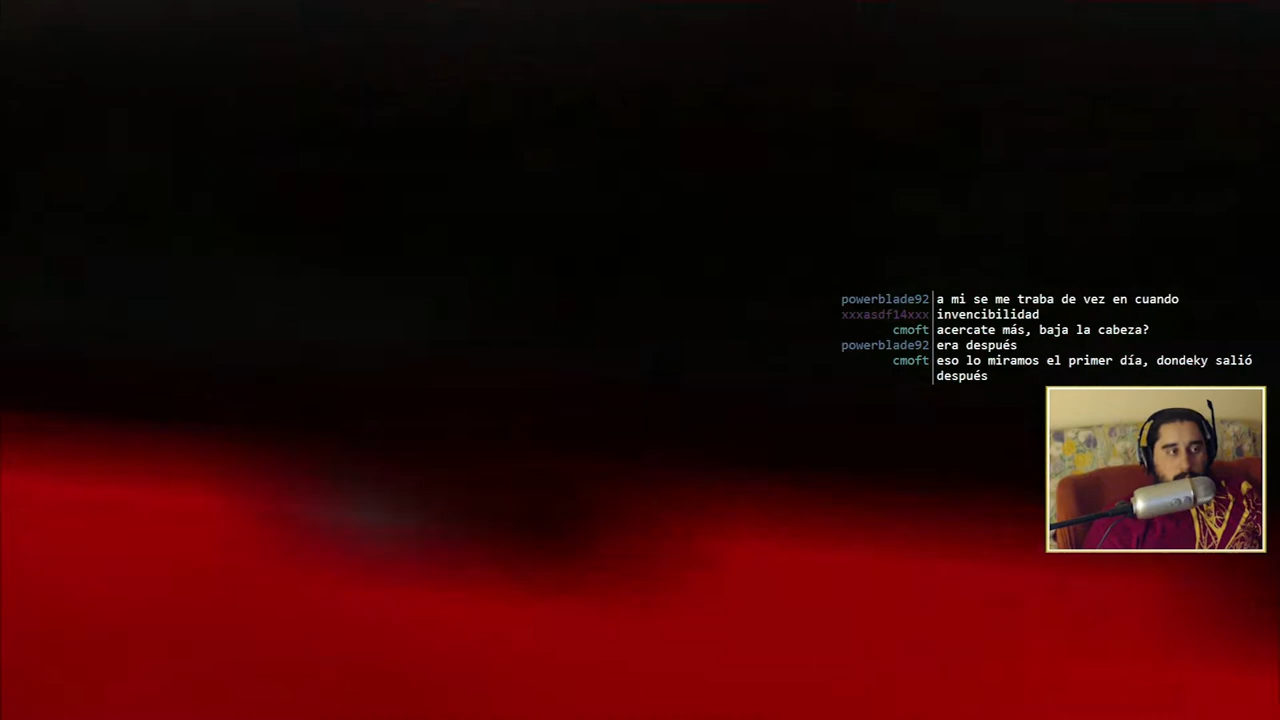 powerblade92 a mi se me traba de vez en cuando
xxxasdf14xxx invencibilidad
cmoft acercate más, baja la cabeza?
powerblade92 era después
cmoft eso lo miramos el primer día, dondeky salió
después